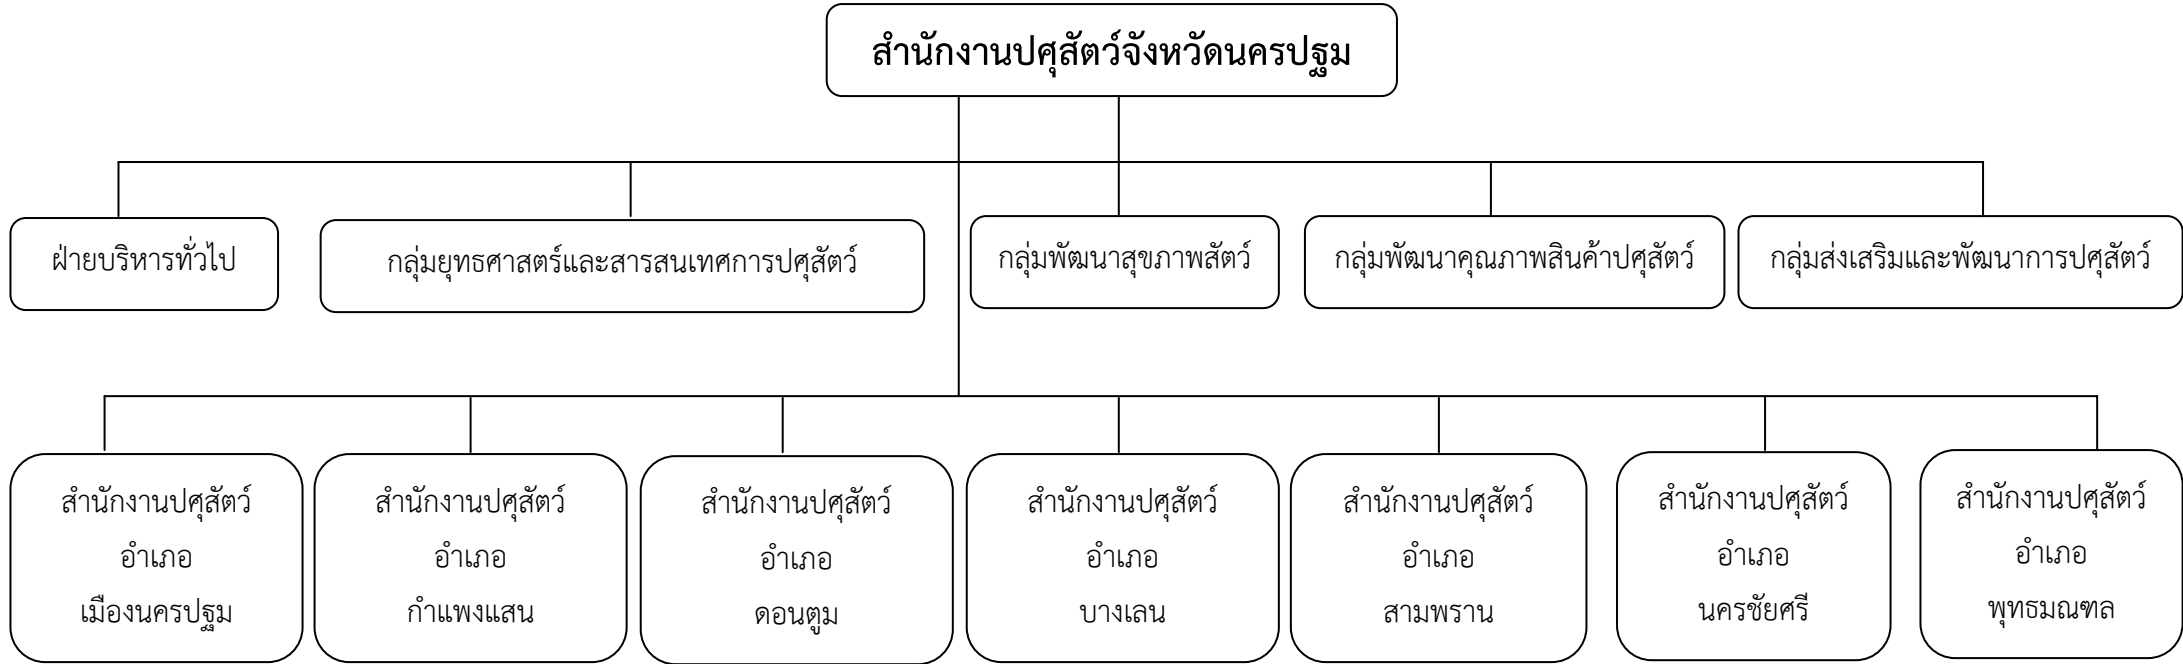 สำนักงานปศุสัตว์จังหวัดนครปฐม
ฝ่ายบริหารทั่วไป
กลุ่มยุทธศาสตร์และสารสนเทศการปศุสัตว์
กลุ่มพัฒนาสุขภาพสัตว์
กลุ่มพัฒนาคุณภาพสินค้าปศุสัตว์
กลุ่มส่งเสริมและพัฒนาการปศุสัตว์
สำนักงานปศุสัตว์
อำเภอ
เมืองนครปฐม
สำนักงานปศุสัตว์
อำเภอ
กำแพงแสน
สำนักงานปศุสัตว์
อำเภอ
ดอนตูม
สำนักงานปศุสัตว์
อำเภอ
บางเลน
สำนักงานปศุสัตว์
อำเภอ
สามพราน
สำนักงานปศุสัตว์
อำเภอ
นครชัยศรี
สำนักงานปศุสัตว์
อำเภอ
พุทธมณฑล